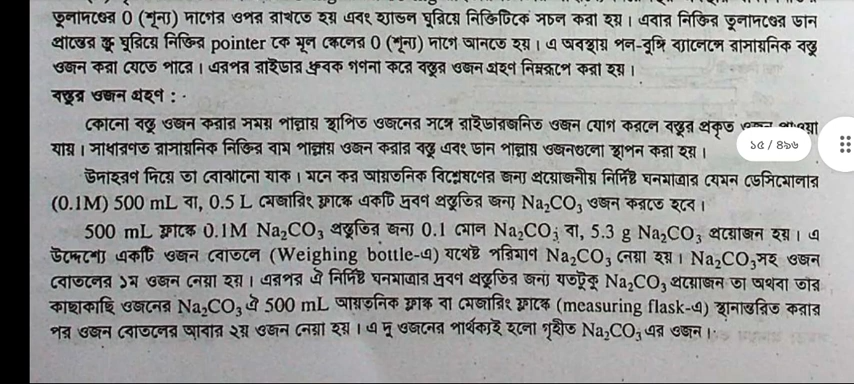 তুলাদণ্ডের 0 (শূন্য) দাগের ওপর রাখতে হয় এবং হ্যান্ডল ঘুরিয়ে নিক্তিটিকে সচল করা হয়। এবার নিক্তির তুলাদণ্ডের ডান
প্রান্তের স্ক্রু ঘুরিয়ে নিক্তির pointer কে মূল স্কেলের 0 (শূন্য) দাগে আনতে হয়। এ অবস্থায় পল-বুঙ্গি ব্যালেন্সে রাসায়নিক বস্তু
ওজন করা যেতে পারে। এরপর রাইডার ধ্রুবক গণনা করে বস্তুর ওজন গ্রহণ নিম্নরূপে করা হয়।
বস্তুর ওজন গ্রহণ :
কোনো বস্তু ওজন করার সময় পাল্লায় স্থাপিত ওজনের সঙ্গে রাইডারজনিত ওজন যোগ করলে বস্তুর প্রকৃত
যায়। সাধারণত রাসায়নিক নিক্তির বাম পাল্লায় ওজন করার বস্তু এবং ডান পাল্লায় ওজনগুলো স্থাপন করা হয়।
১৫ / ৪৯৬
উদাহরণ দিয়ে তা বোঝানো যাক। মনে কর আয়তনিক বিশ্লেষণের জন্য প্রয়োজনীয় নির্দিষ্ট ঘনমাত্রার যেমন ডেসিমোলার
(0.1M) 500 mL বা, 0.5 L মেজারিং ফ্লাস্কে একটি দ্রবণ প্রস্তুতির জন্য Na₂CO₃ ওজন করতে হবে।
500 mL ফ্লাস্কে 0.1M Na₂CO₃ প্রস্তুতির জন্য 0.1 মোল Na₂CO₃ বা, 5.3 g Na₂CO₃ প্রয়োজন হয়। এ
উদ্দেশ্যে একটি ওজন বোতলে (Weighing bottle-এ) যথেষ্ট পরিমাণ Na₂CO₃ নেয়া হয়। Na₂CO₃সহ ওজন
বোতলের ১ম ওজন নেয়া হয়। এরপর ঐ নির্দিষ্ট ঘনমাত্রার দ্রবণ প্রস্তুতির জন্য যতটুকু Na₂CO₃ প্রয়োজন তা অথবা তার
কাছাকাছি ওজনের Na₂CO₃ ঐ 500 mL আয়তনিক ফ্লাস্ক বা মেজারিং ফ্লাস্কে (measuring flask-এ) স্থানান্তরিত করার
পর ওজন বোতলের আবার ২য় ওজন নেয়া হয়। এ দু ওজনের পার্থক্যই হলো গৃহীত Na₂CO₃ এর ওজন।